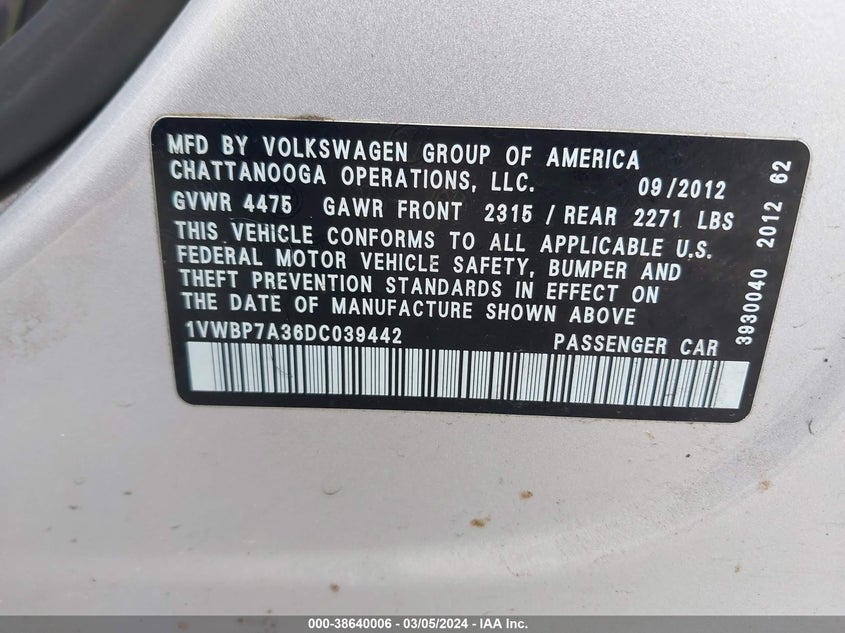 MFD BY VOLKSWAGEN GROUP OF AMERICA
CHATTANOOGA OPERATIONS, LLC. 09/2012
GVWR 4475 GAWR FRONT 2315 / REAR 2271 LBS
THIS VEHICLE CONFORMS TO ALL APPLICABLE U.S.
FEDERAL MOTOR VEHICLE SAFETY, BUMPER AND
THEFT PREVENTION STANDARDS IN EFFECT ON
THE DATE OF MANUFACTURE SHOWN ABOVE
1VWBP7A36DC039442 PASSENGER CAR
3930040 2012 62
000-38640006 - 03/05/2024 - IAA Inc.